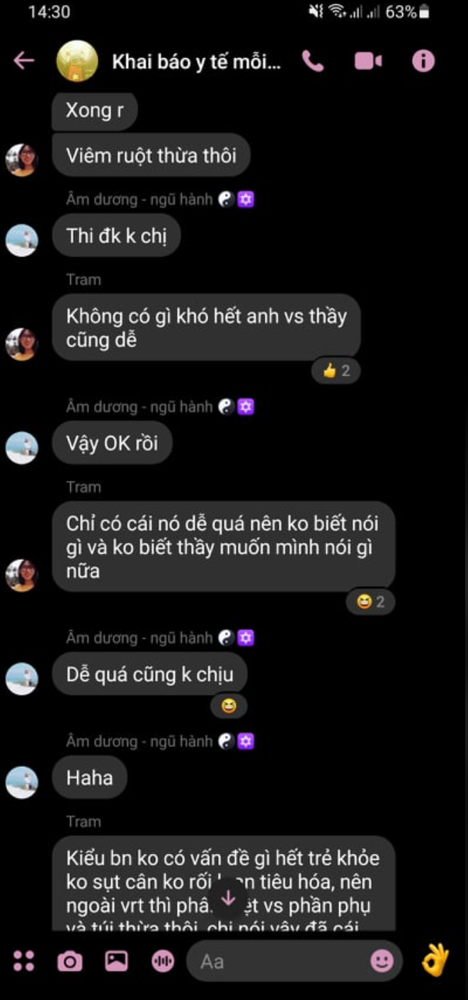 14:30
63%
Khai báo y tế mỗi...
Xong r
Viêm ruột thừa thôi
Âm dương - ngũ hành ☯️🔯
Thi đk k chị
Tram
Không có gì khó hết anh vs thầy
cũng dễ
👍 2
Âm dương - ngũ hành ☯️🔯
Vậy OK rồi
Tram
Chỉ có cái nó dễ quá nên ko biết nói
gì và ko biết thầy muốn mình nói gì
nữa
😆 2
Âm dương - ngũ hành ☯️🔯
Dễ quá cũng k chịu
😆
Âm dương - ngũ hành ☯️🔯
Haha
Tram
Kiểu bn ko có vấn đề gì hết trẻ khỏe
ko sụt cân ko rối tiêu hóa, nên
ngoài vrt thì vs phần phụ
và túi thừa thôi, chị nói vậy đã cái
Aa